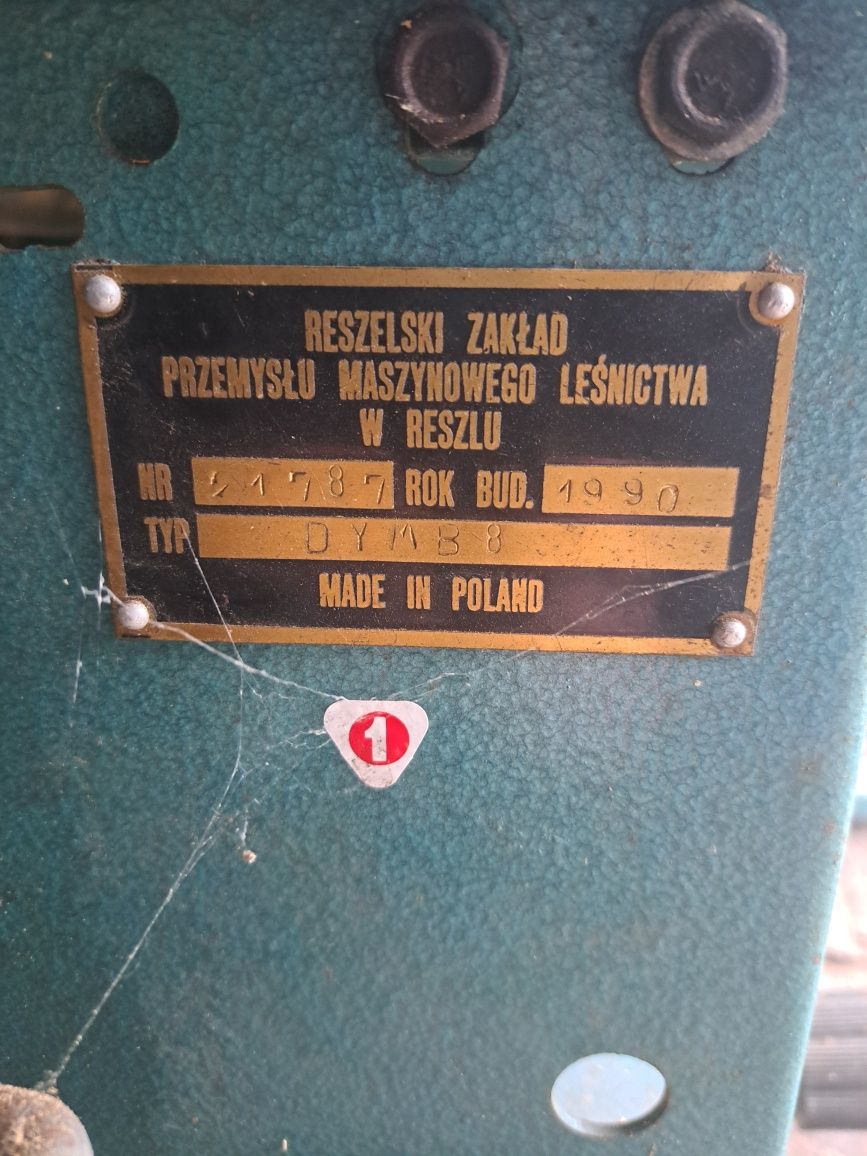 RESZELSKI ZAKŁAD
PRZEMYSŁU MASZYNOWEGO LEŚNICTWA
W RESZLU
NR 21787 ROK BUD. 1990
TYP DYMB8
MADE IN POLAND
1